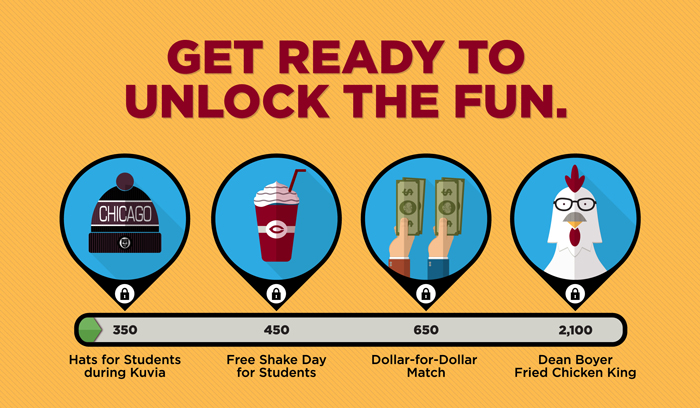 GET READY TO
UNLOCK THE FUN.
CHICAGO
350
450
650
2,100
Hats for Students
during Kuvia
Free Shake Day
for Students
Dollar-for-Dollar
Match
Dean Boyer
Fried Chicken King